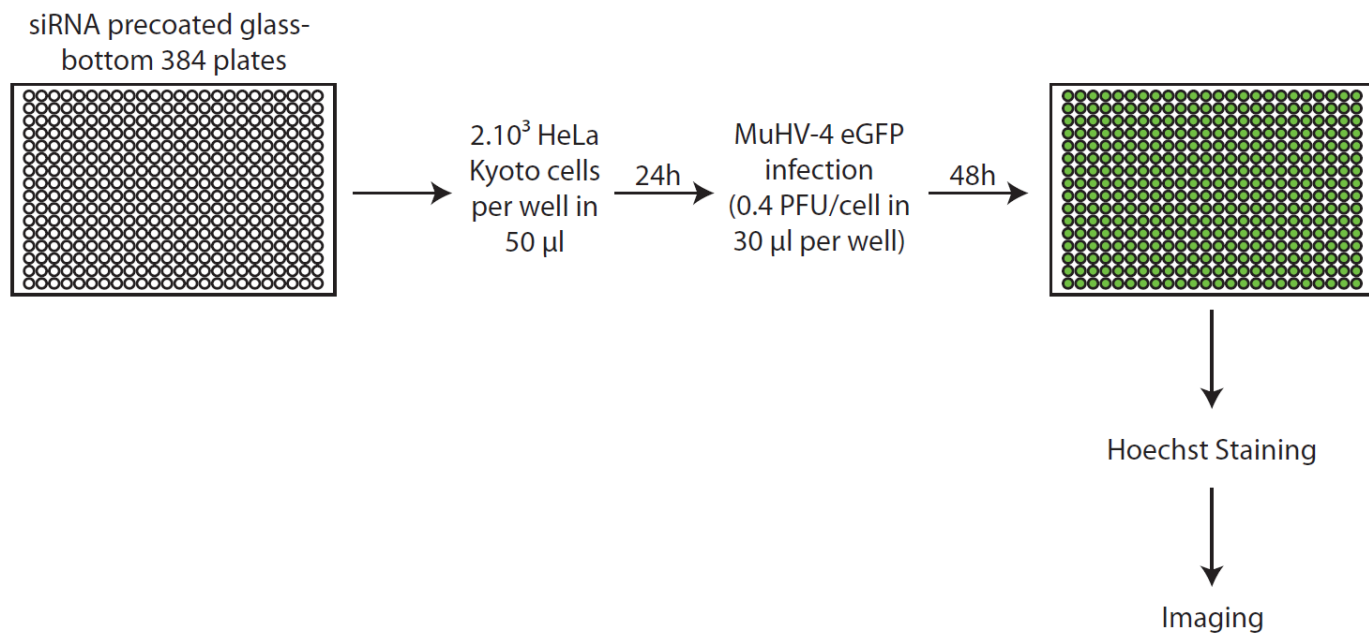 siRNA precoated glass-
bottom 384 plates
2.10³ HeLa
Kyoto cells
per well in
50 µl
24h
MuHV-4 eGFP
infection
(0.4 PFU/cell in
30 µl per well)
48h
Hoechst Staining
Imaging